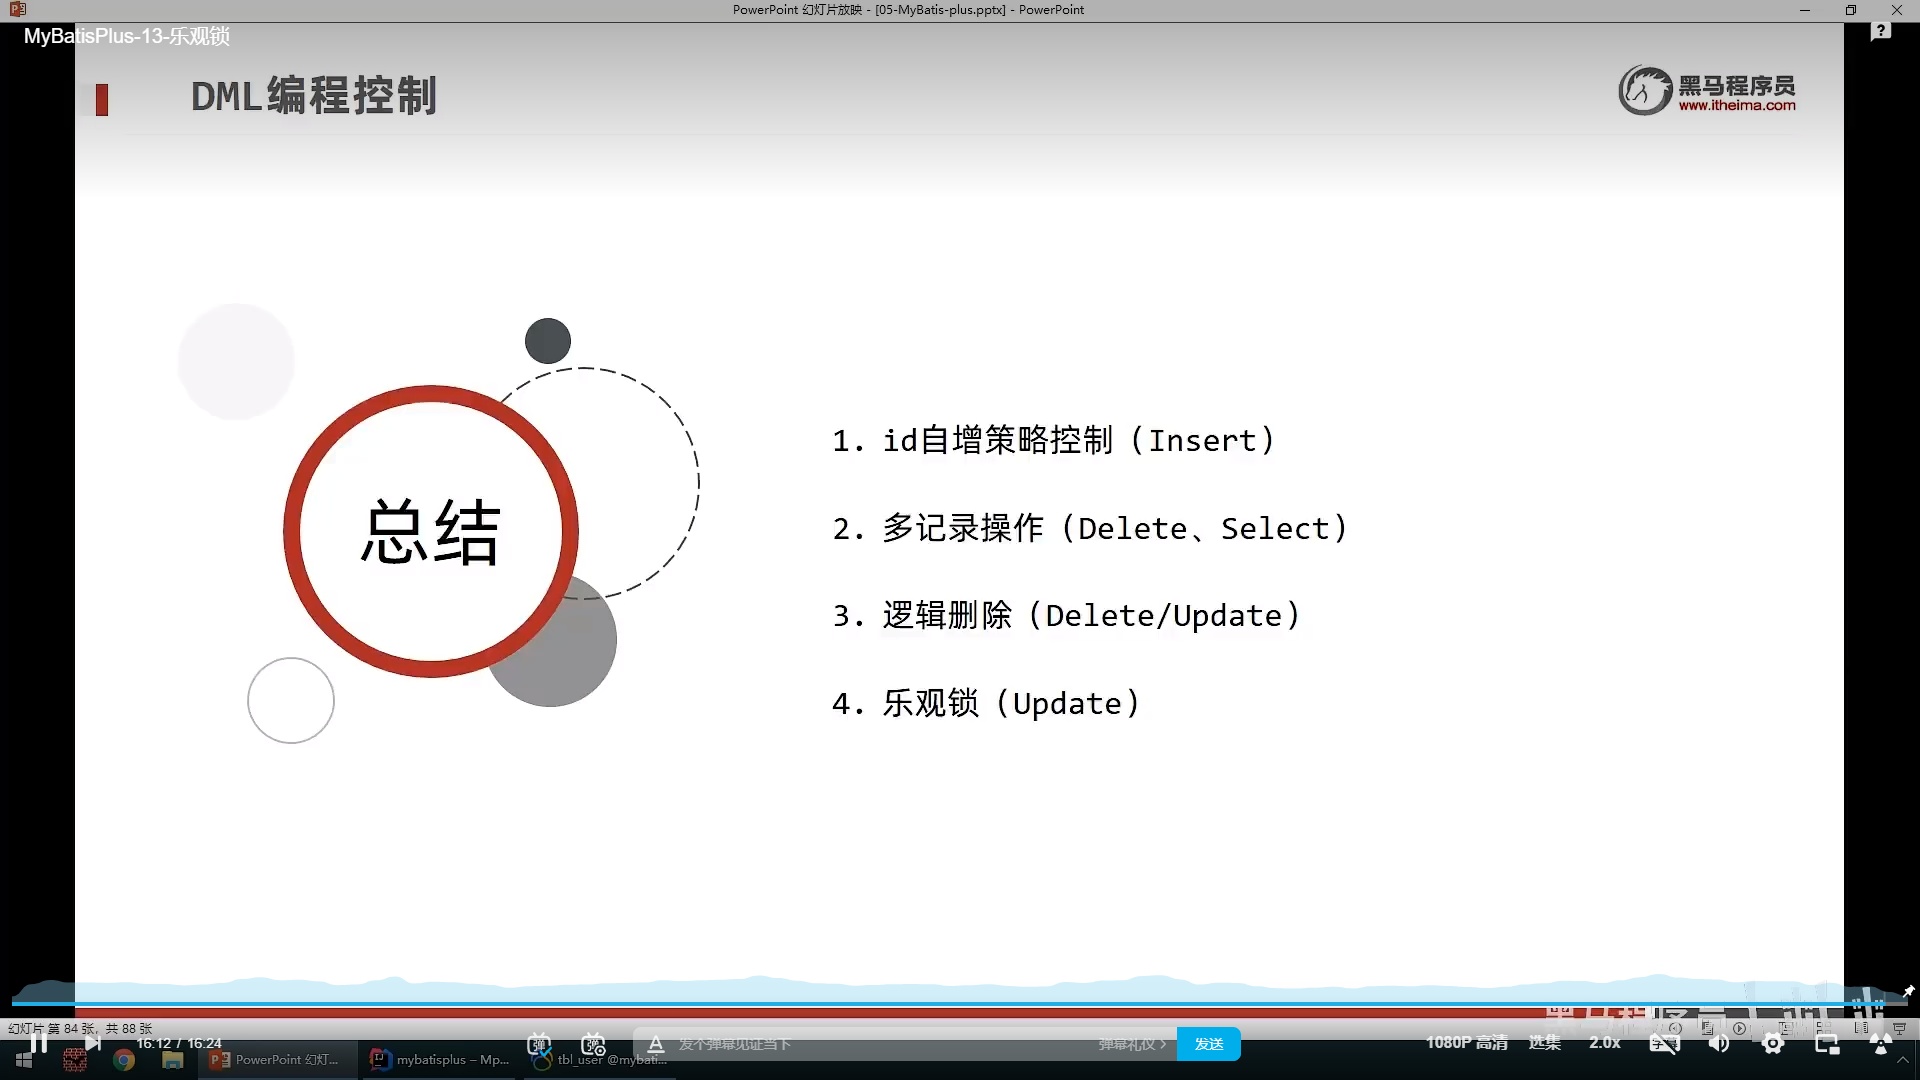 PowerPoint 幻灯片放映 - [05-MyBatis-plus.pptx] - PowerPoint
MyBatisPlus-13-乐观锁
DML编程控制
黑马程序员
www.itheima.com
总结
1. id自增策略控制（Insert）
2. 多记录操作（Delete、Select）
3. 逻辑删除（Delete/Update）
4. 乐观锁（Update）
幻灯片 第 84 张，共 88 张
16:12 / 16:24
发个弹幕见证当下
弹幕礼仪
发送
1080P 高清
选集
2.0x
PowerPoint 幻灯...
mybatisplus – Mp...
tbl_user @mybati...